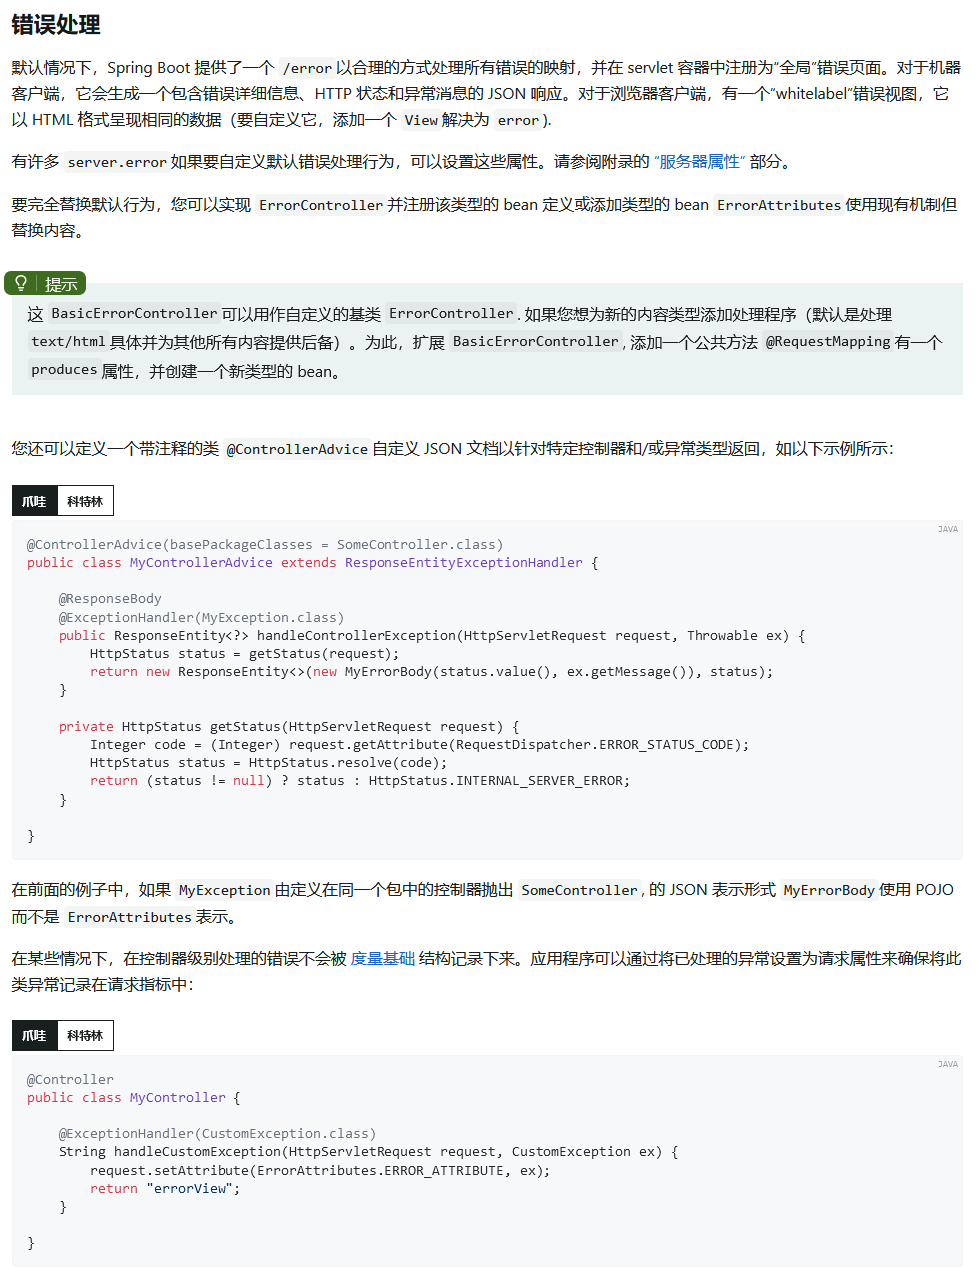 错误处理
默认情况下，Spring Boot 提供了一个 /error 以合理的方式处理所有错误的映射，并在 servlet 容器中注册为“全局”错误页面。对于机器
客户端，它会生成一个包含错误详细信息、HTTP 状态和异常消息的 JSON 响应。对于浏览器客户端，有一个“whitelabel”错误视图，它
以 HTML 格式呈现相同的数据（要自定义它，添加一个 View 解决为 error ).
有许多 server.error 如果要自定义默认错误处理行为，可以设置这些属性。请参阅附录的 “服务器属性” 部分。
要完全替换默认行为，您可以实现 ErrorController 并注册该类型的 bean 定义或添加类型的 bean ErrorAttributes 使用现有机制但
替换内容。
提示
这 BasicErrorController 可以用作自定义的基类 ErrorController . 如果您想为新的内容类型添加处理程序（默认是处理
text/html 具体并为其他所有内容提供后备）。为此，扩展 BasicErrorController , 添加一个公共方法 @RequestMapping 有一个
produces 属性，并创建一个新类型的 bean。
您还可以定义一个带注释的类 @ControllerAdvice 自定义 JSON 文档以针对特定控制器和/或异常类型返回，如以下示例所示：
爪哇 科特林
JAVA
@ControllerAdvice(basePackageClasses = SomeController.class)
public class MyControllerAdvice extends ResponseEntityExceptionHandler {
@ResponseBody
@ExceptionHandler(MyException.class)
public ResponseEntity<?> handleControllerException(HttpServletRequest request, Throwable ex) {
HttpStatus status = getStatus(request);
return new ResponseEntity<>(new MyErrorBody(status.value(), ex.getMessage()), status);
}
private HttpStatus getStatus(HttpServletRequest request) {
Integer code = (Integer) request.getAttribute(RequestDispatcher.ERROR_STATUS_CODE);
HttpStatus status = HttpStatus.resolve(code);
return (status != null) ? status : HttpStatus.INTERNAL_SERVER_ERROR;
}
}
在前面的例子中，如果 MyException 由定义在同一个包中的控制器抛出 SomeController , 的 JSON 表示形式 MyErrorBody 使用 POJO
而不是 ErrorAttributes 表示。
在某些情况下，在控制器级别处理的错误不会被 度量基础 结构记录下来。应用程序可以通过将已处理的异常设置为请求属性来确保将此
类异常记录在请求指标中：
爪哇 科特林
JAVA
@Controller
public class MyController {
@ExceptionHandler(CustomException.class)
String handleCustomException(HttpServletRequest request, CustomException ex) {
request.setAttribute(ErrorAttributes.ERROR_ATTRIBUTE, ex);
return "errorView";
}
}